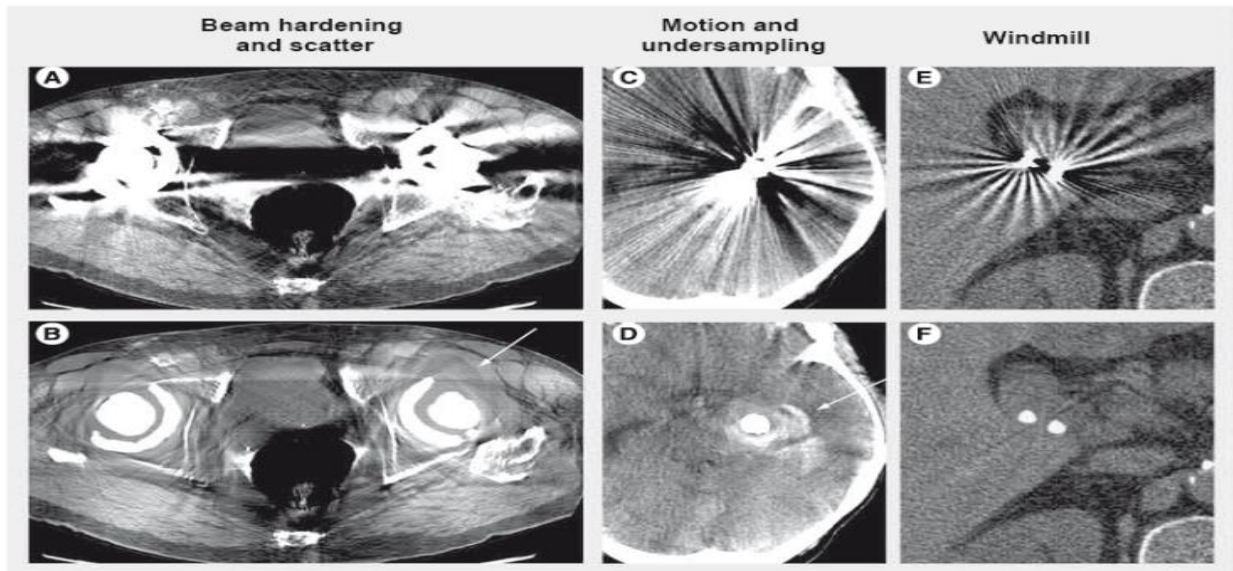 Beam hardening
and scatter
Motion and
undersampling
Windmill
A
C
E
B
D
F